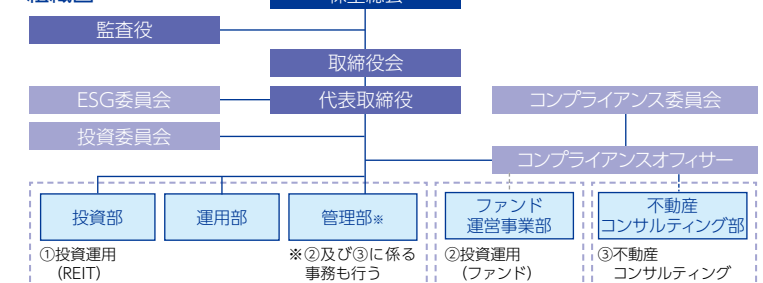 監査役
取締役会
ESG委員会
代表取締役
コンプライアンス委員会
投資委員会
コンプライアンスオフィサー
投資部
運用部
管理部※
ファンド
運営事業部
不動産
コンサルティング部
①投資運用
（REIT）
※②及び③に係る
事務も行う
②投資運用
（ファンド）
③不動産
コンサルティング